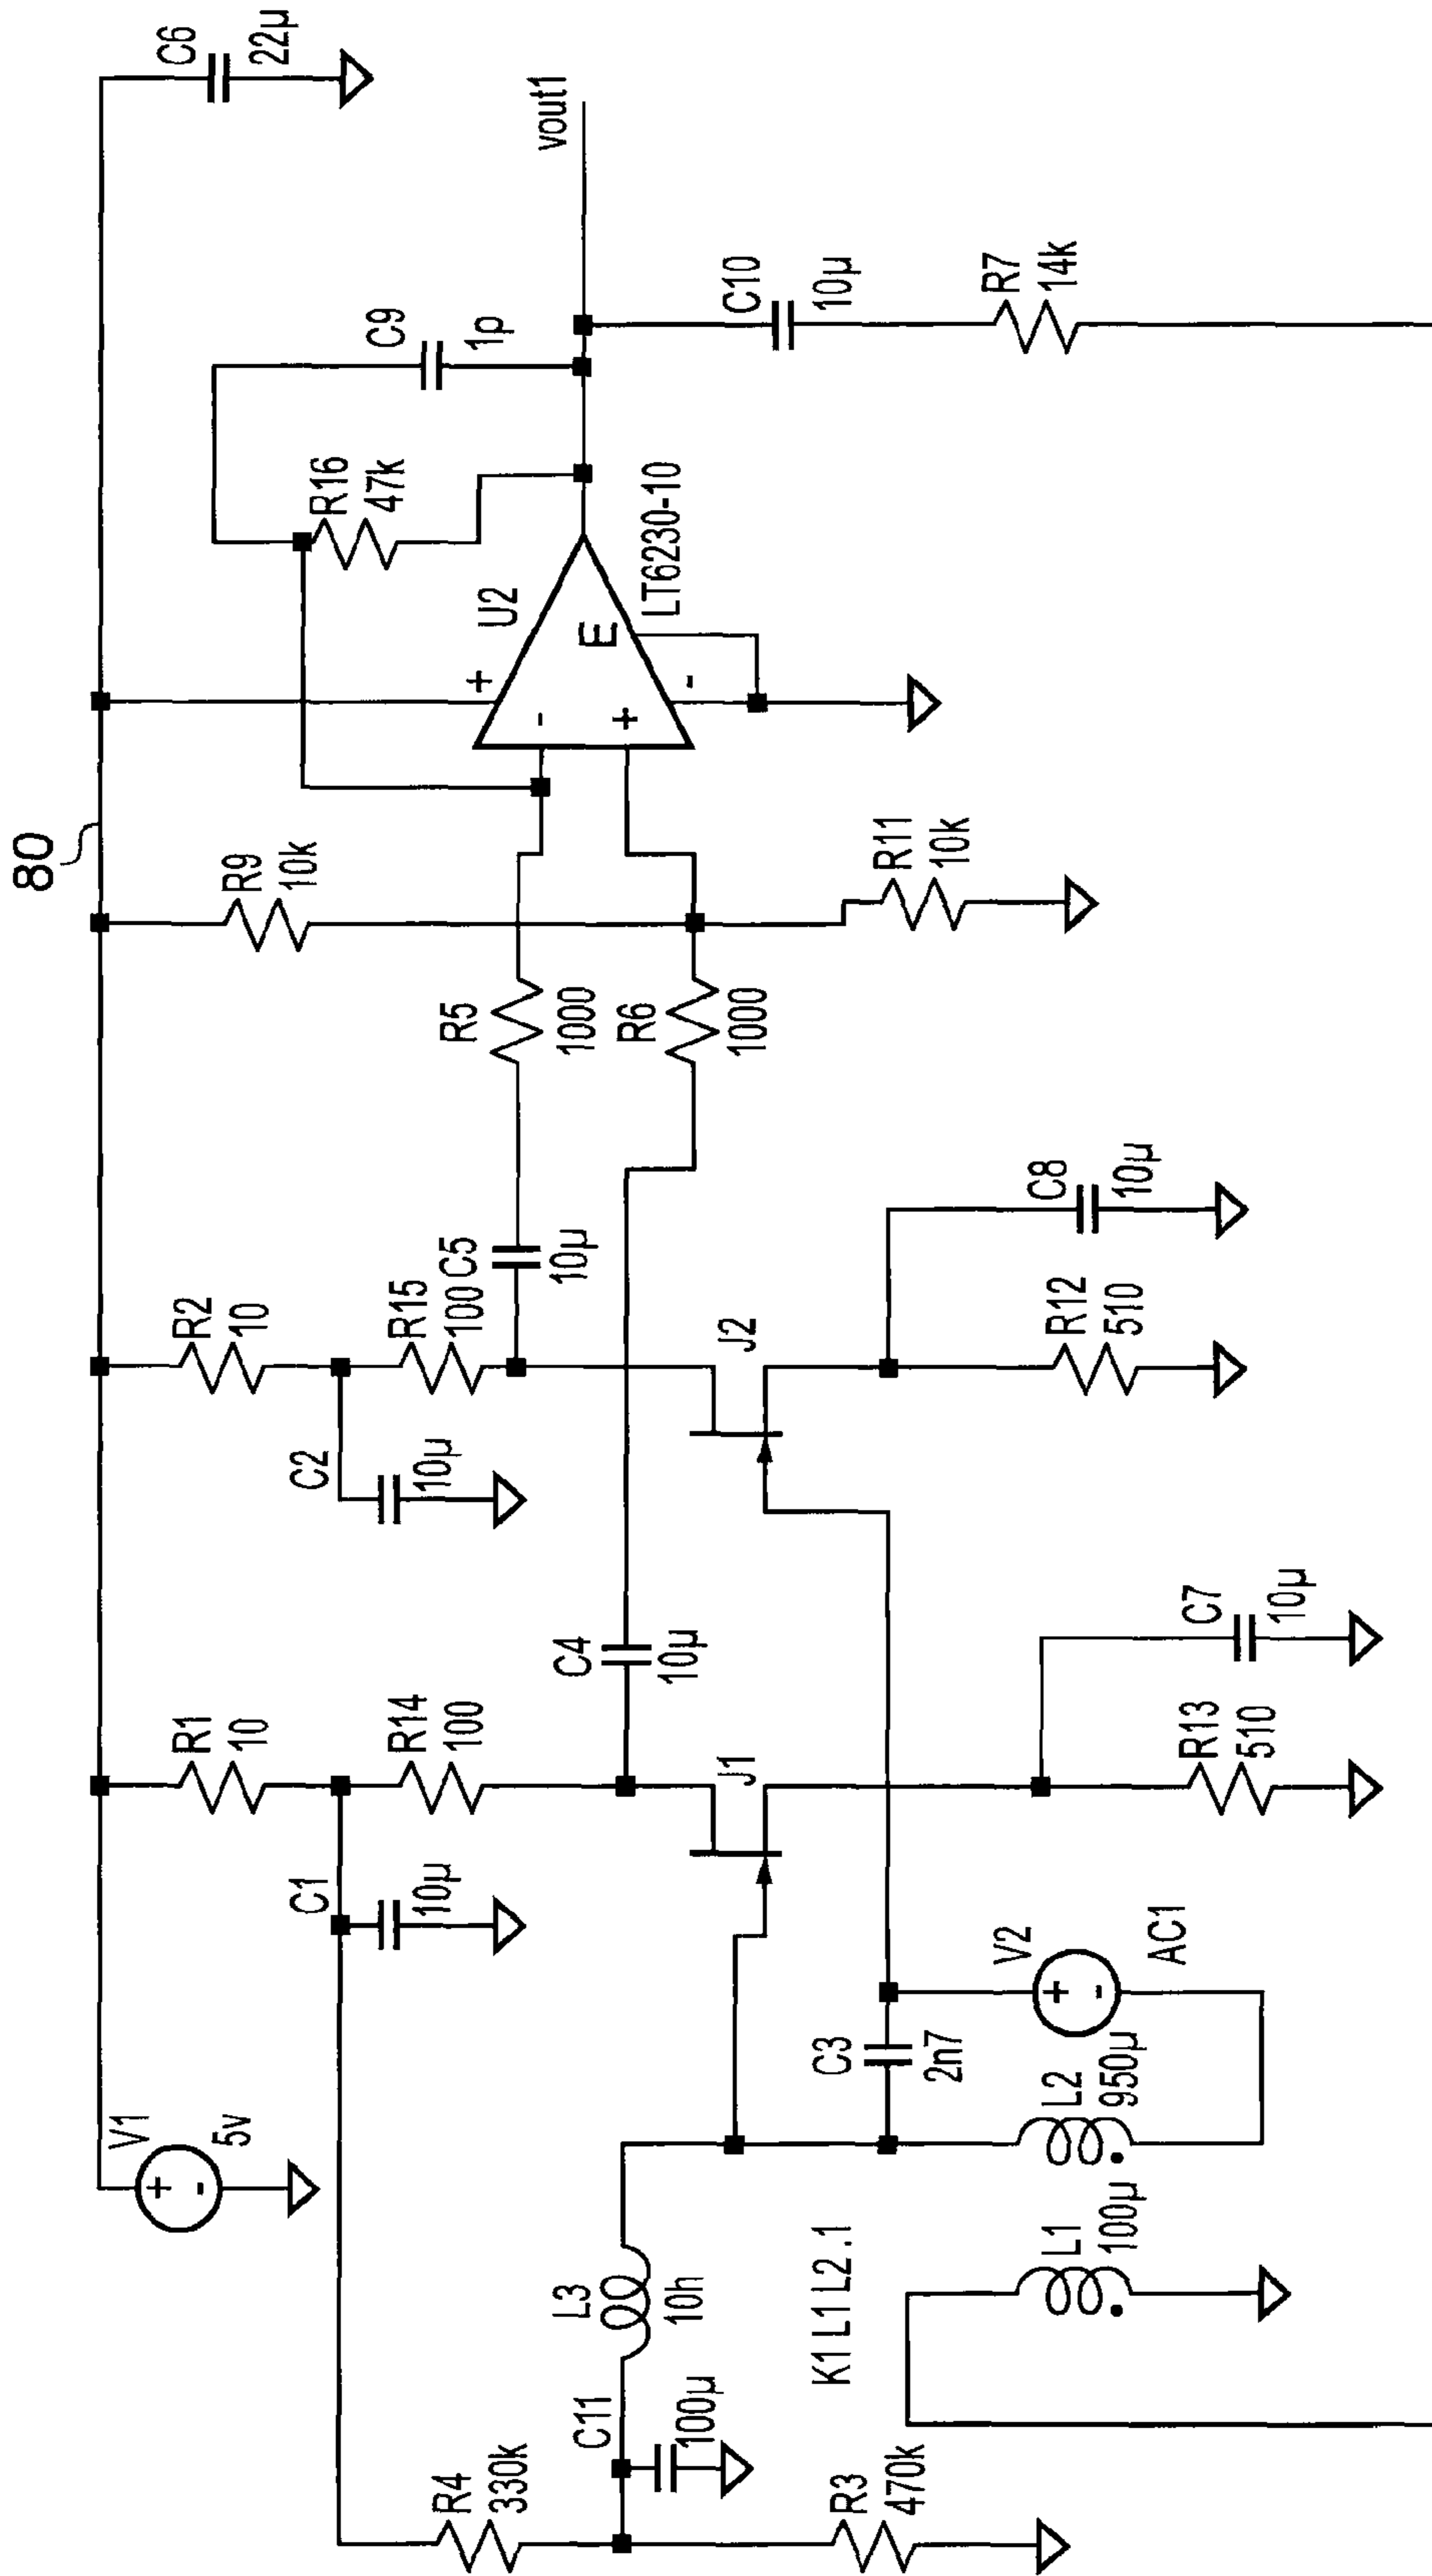 80
V1
5v
R1
10
R2
10
R9
10k
C6
22µ
C1
10µ
R14
100
C2
10µ
R15
100
C5
10µ
R5
1000
R6
1000
U2
+
-
+
-
E
LT6230-10
R16
47k
C9
1p
vout1
C10
10µ
R7
14k
R11
10k
C4
10µ
J1
J2
C8
10µ
R12
510
C7
10µ
R13
510
R4
330k
C11
100µ
L3
10h
R3
470k
K1 L1 L2 .1
L1
100µ
L2
950µ
C3
2n7
V2
+
-
AC1
+
-